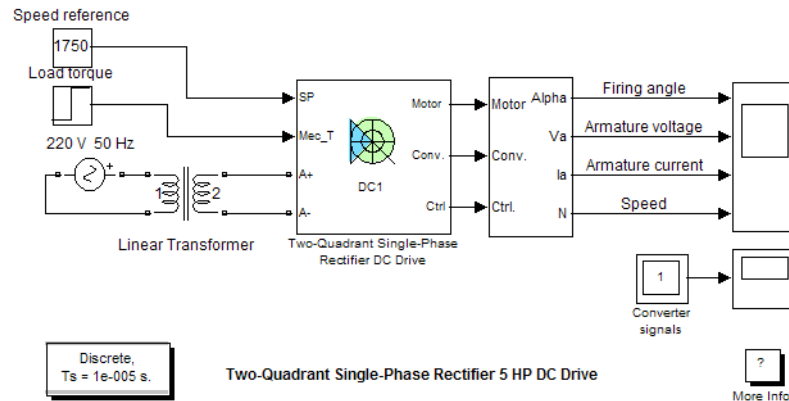 Speed reference
1750
Load torque
220 V 50 Hz
+
1
2
Linear Transformer
SP
Mec_T
A+
A-
Motor
Conv.
Ctrl
DC1
Two-Quadrant Single-Phase
Rectifier DC Drive
Motor
Conv.
Ctrl.
Alpha
Va
Ia
N
Firing angle
Armature voltage
Armature current
Speed
1
Converter
signals
Discrete,
Ts = 1e-005 s.
Two-Quadrant Single-Phase Rectifier 5 HP DC Drive
?
More Info